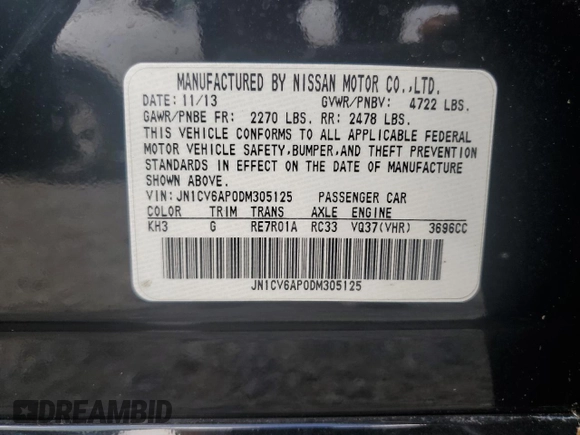 MANUFACTURED BY NISSAN MOTOR CO.,LTD.
DATE: 11/13 GVWR/PNBV: 4722 LBS.
GAWR/PNBE FR: 2270 LBS. RR: 2478 LBS.
THIS VEHICLE CONFORMS TO ALL APPLICABLE FEDERAL
MOTOR VEHICLE SAFETY,BUMPER,AND THEFT PREVENTION
STANDARDS IN EFFECT ON THE DATE OF MANUFACTURE
SHOWN ABOVE.
VIN: JN1CV6AP0DM305125 PASSENGER CAR
COLOR TRIM TRANS AXLE ENGINE
KH3 G RE7R01A RC33 VQ37(VHR) 3696CC
JN1CV6AP0DM305125
DREAMBID